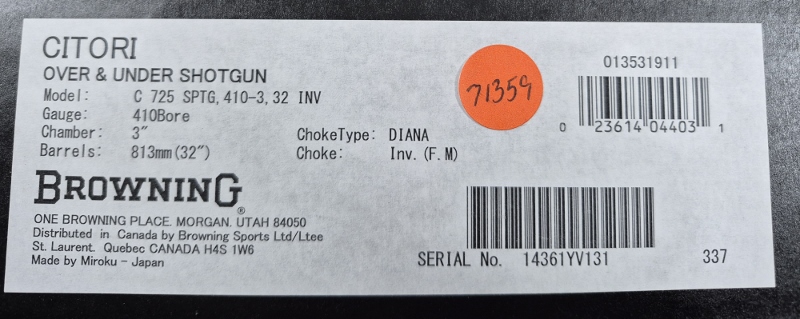 CITORI
OVER & UNDER SHOTGUN
Model: C 725 SPTG, 410-3, 32 INV
Gauge: 410Bore
Chamber: 3"
Barrels: 813mm(32")
ChokeType: DIANA
Choke: Inv. (F.M)
71359
013531911
0 23614 04403 1
BROWNING®
ONE BROWNING PLACE. MORGAN. UTAH 84050
Distributed in Canada by Browning Sports Ltd/Ltee
St. Laurent. Quebec CANADA H4S 1W6
Made by Miroku - Japan
SERIAL No. 14361YV131
337